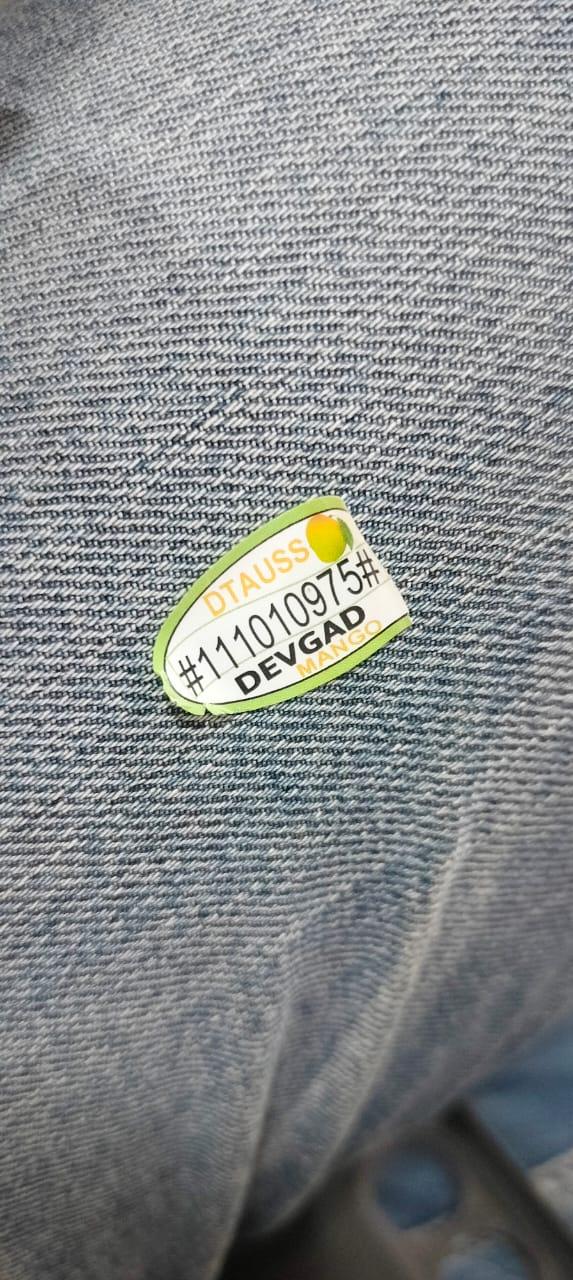 DTAUSS
#111010975#
DEVGAD
MANGO